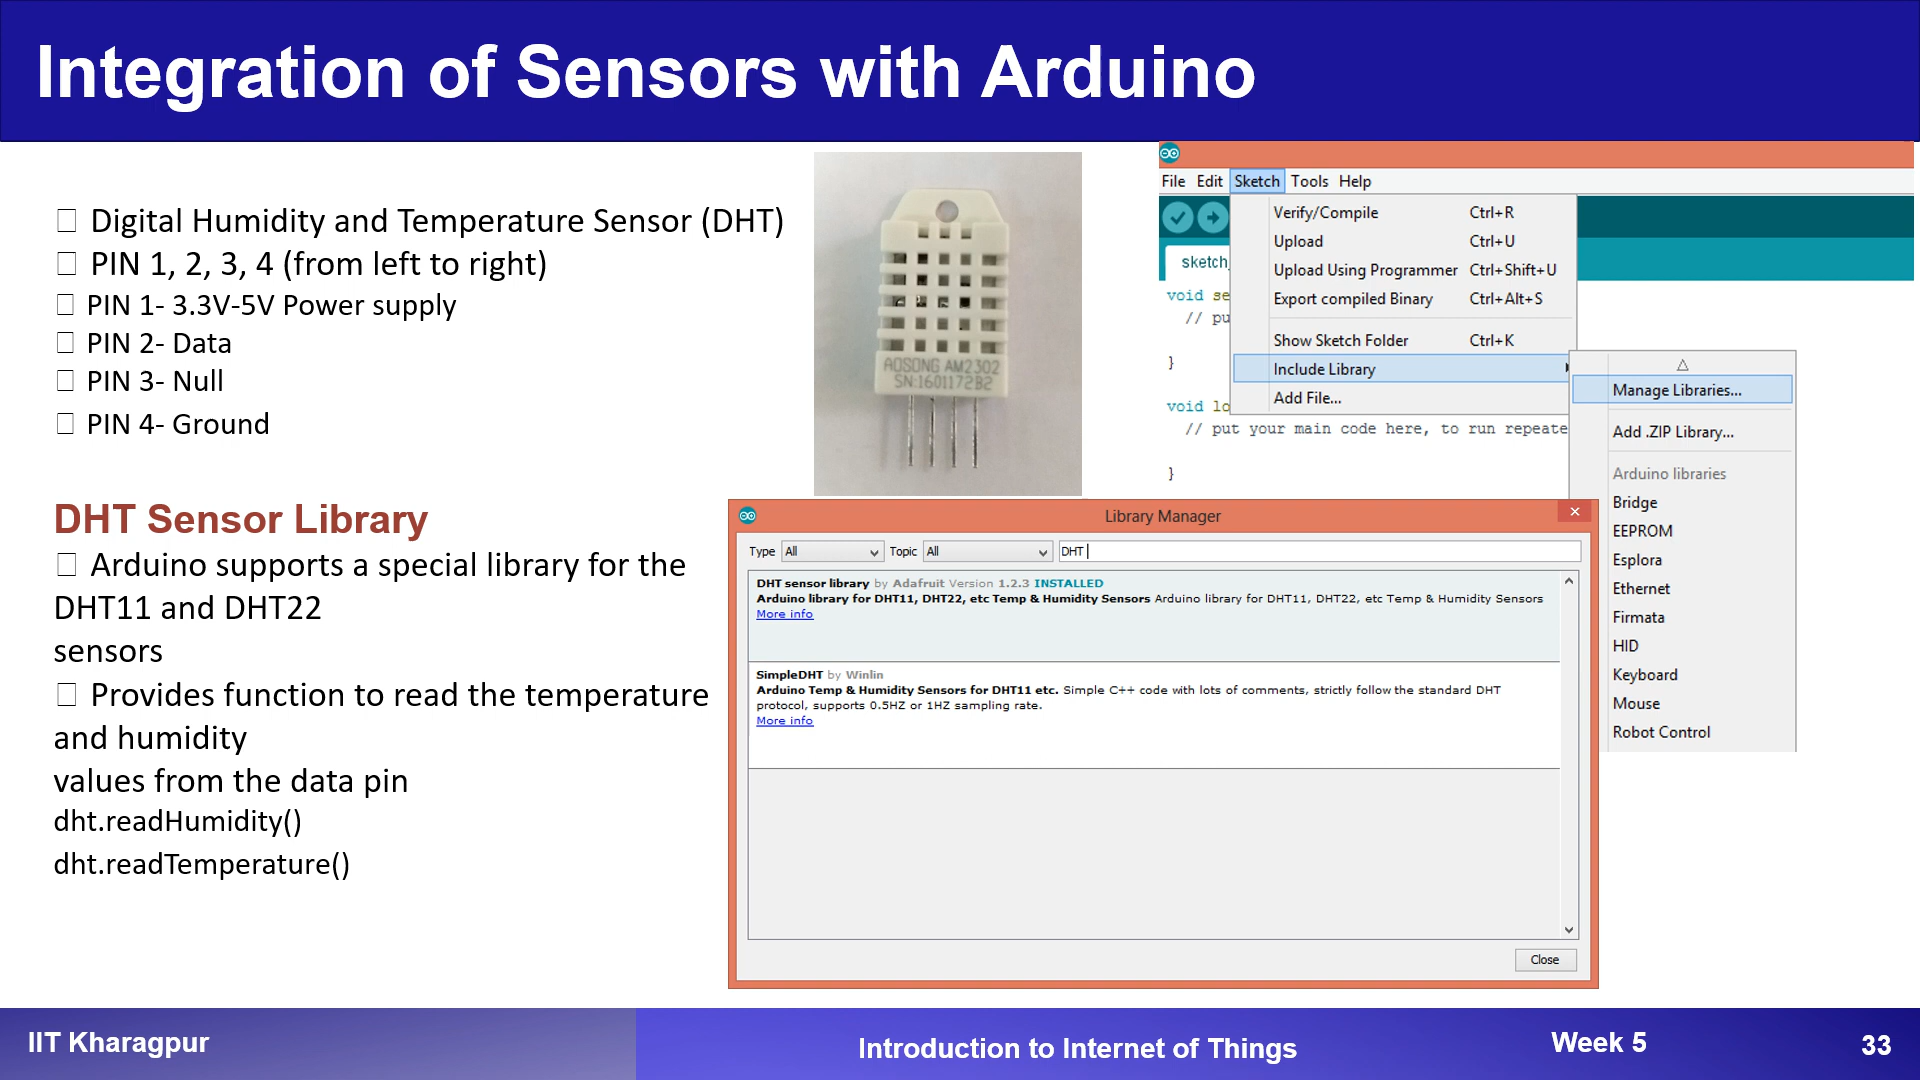 Integration of Sensors with Arduino
Digital Humidity and Temperature Sensor (DHT)
PIN 1, 2, 3, 4 (from left to right)
PIN 1- 3.3V-5V Power supply
PIN 2- Data
PIN 3- Null
PIN 4- Ground
DHT Sensor Library
Arduino supports a special library for the
DHT11 and DHT22
sensors
Provides function to read the temperature
and humidity
values from the data pin
dht.readHumidity()
dht.readTemperature()
AOSONG AM2302
SN:1601172B2
File Edit Sketch Tools Help
Verify/Compile Ctrl+R
Upload Ctrl+U
Upload Using Programmer Ctrl+Shift+U
Export compiled Binary Ctrl+Alt+S
Show Sketch Folder Ctrl+K
Include Library
Add File...
sketch_
void se
// pu
}
void lo
// put your main code here, to run repeate
}
Manage Libraries...
Add .ZIP Library...
Arduino libraries
Bridge
EEPROM
Esplora
Ethernet
Firmata
HID
Keyboard
Mouse
Robot Control
Library Manager
Type All Topic All DHT
DHT sensor library by Adafruit Version 1.2.3 INSTALLED
Arduino library for DHT11, DHT22, etc Temp & Humidity Sensors Arduino library for DHT11, DHT22, etc Temp & Humidity Sensors
More info
SimpleDHT by Winlin
Arduino Temp & Humidity Sensors for DHT11 etc. Simple C++ code with lots of comments, strictly follow the standard DHT
protocol, supports 0.5HZ or 1HZ sampling rate.
More info
Close
IIT Kharagpur
Introduction to Internet of Things
Week 5
33